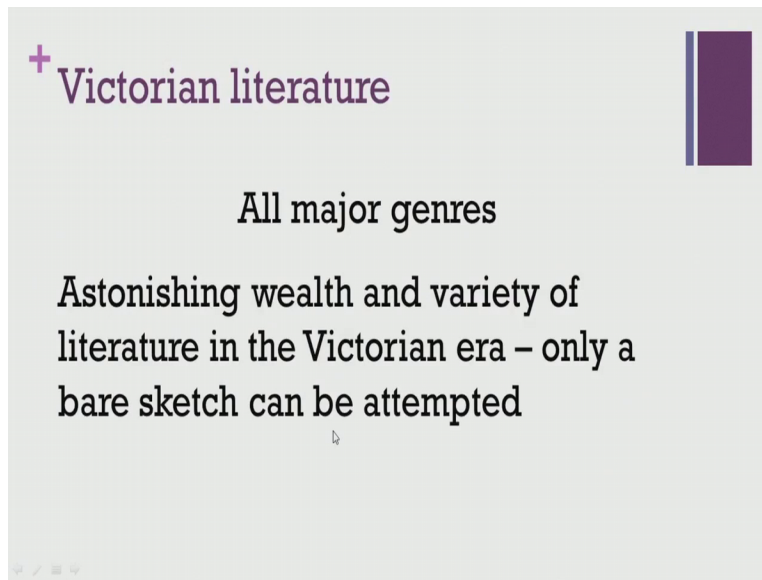 Victorian literature
All major genres
Astonishing wealth and variety of
literature in the Victorian era – only a
bare sketch can be attempted